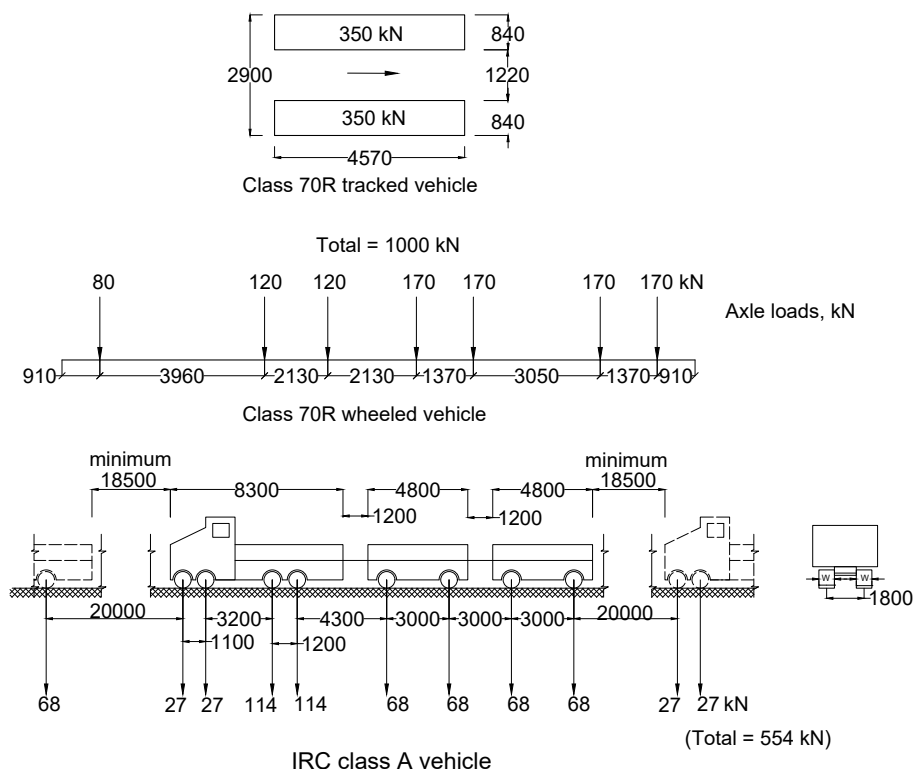 350 kN
840
2900
1220
350 kN
840
4570
Class 70R tracked vehicle
Total = 1000 kN
80 120 120 170 170 170 170 kN
Axle loads, kN
910 3960 2130 2130 1370 3050 1370 910
Class 70R wheeled vehicle
minimum minimum
18500 8300 4800 4800 18500
1200 1200
W W
20000 3200 4300 3000 3000 3000 20000 1800
1100 1200
68 27 27 114 114 68 68 68 68 27 27 kN
(Total = 554 kN)
IRC class A vehicle